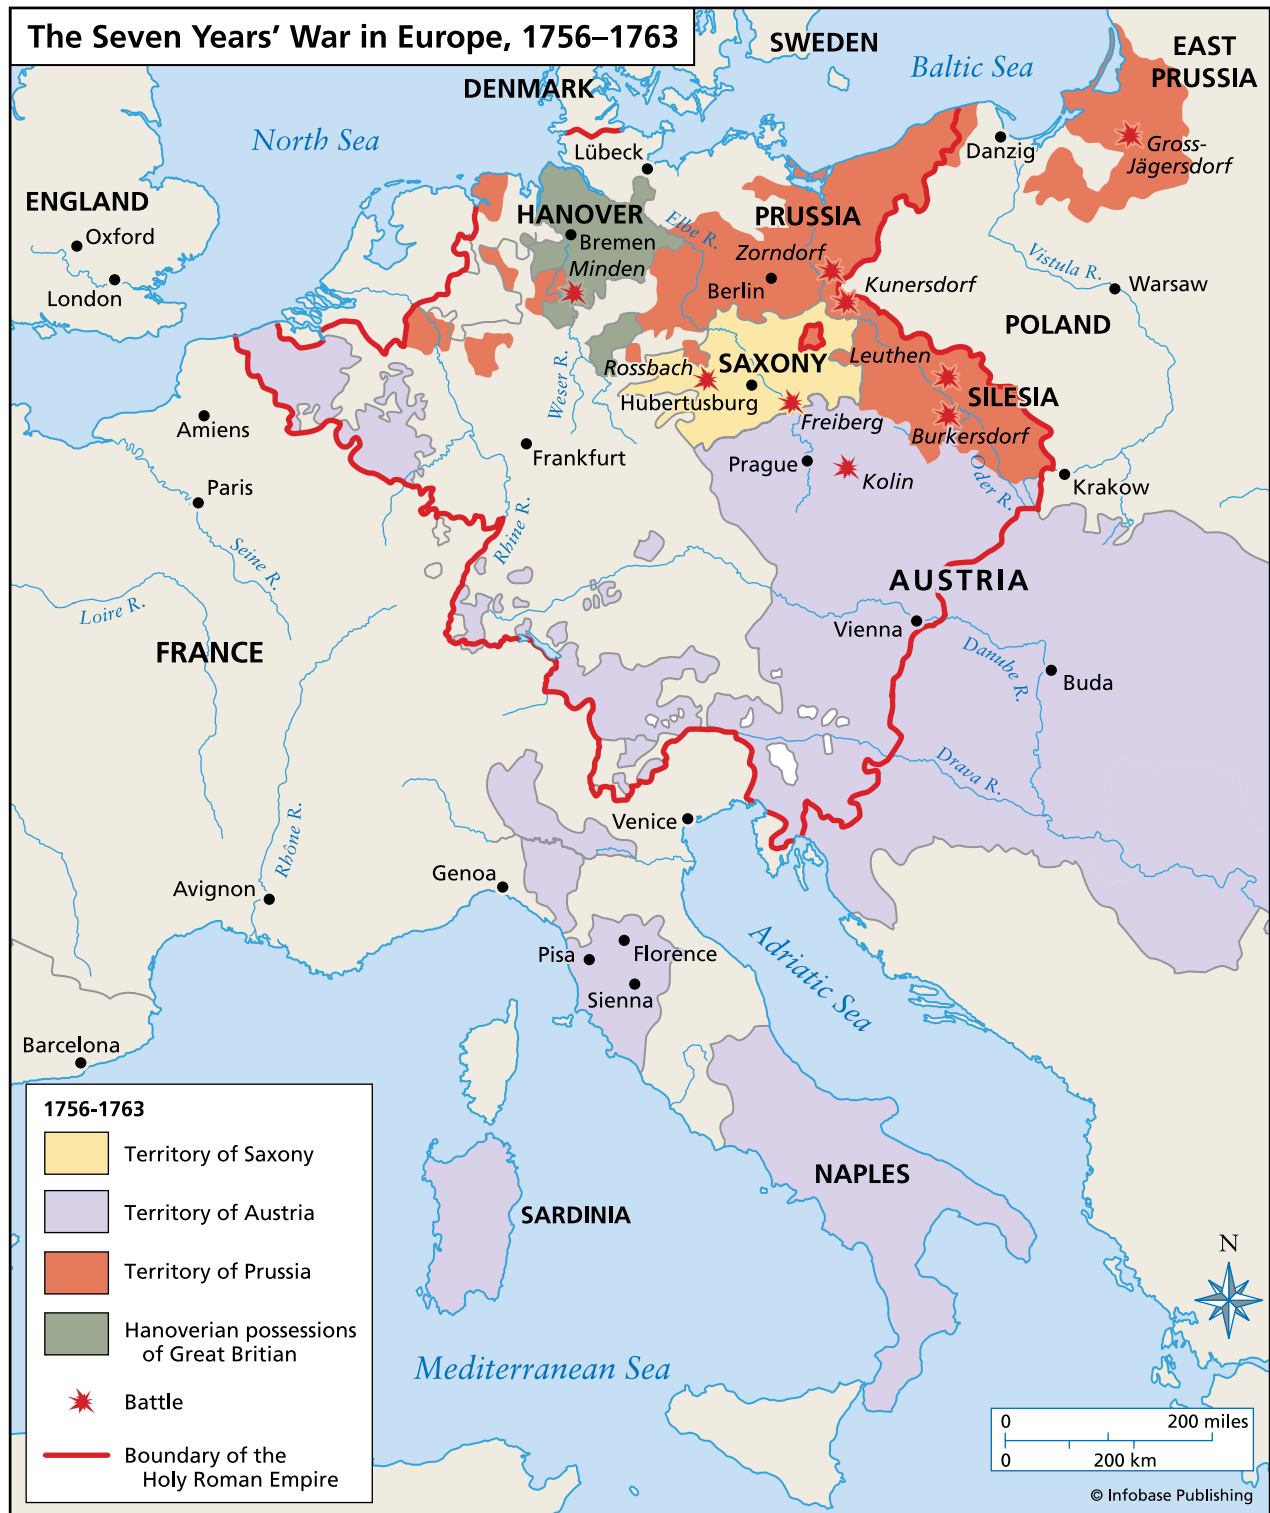 The Seven Years’ War in Europe, 1756–1763
SWEDEN
EAST
PRUSSIA
Baltic Sea
DENMARK
North Sea
Lübeck
Danzig
Gross-
Jägersdorf
ENGLAND
Oxford
London
HANOVER
Bremen
Minden
Elbe R.
PRUSSIA
Zorndorf
Berlin
Kunersdorf
Vistula R.
Warsaw
POLAND
Weser R.
Rossbach
SAXONY
Hubertusburg
Leuthen
SILESIA
Freiberg
Burkersdorf
Amiens
Frankfurt
Prague
Kolin
Oder R.
Krakow
Paris
Seine R.
Rhine R.
Loire R.
AUSTRIA
Vienna
FRANCE
Danube R.
Buda
Drava R.
Venice
Rhône R.
Avignon
Genoa
Pisa
Florence
Sienna
Adriatic Sea
Barcelona
NAPLES
SARDINIA
Mediterranean Sea
1756-1763
Territory of Saxony
Territory of Austria
Territory of Prussia
Hanoverian possessions
of Great Britian
Battle
Boundary of the
Holy Roman Empire
N
0 200 miles
0 200 km
© Infobase Publishing